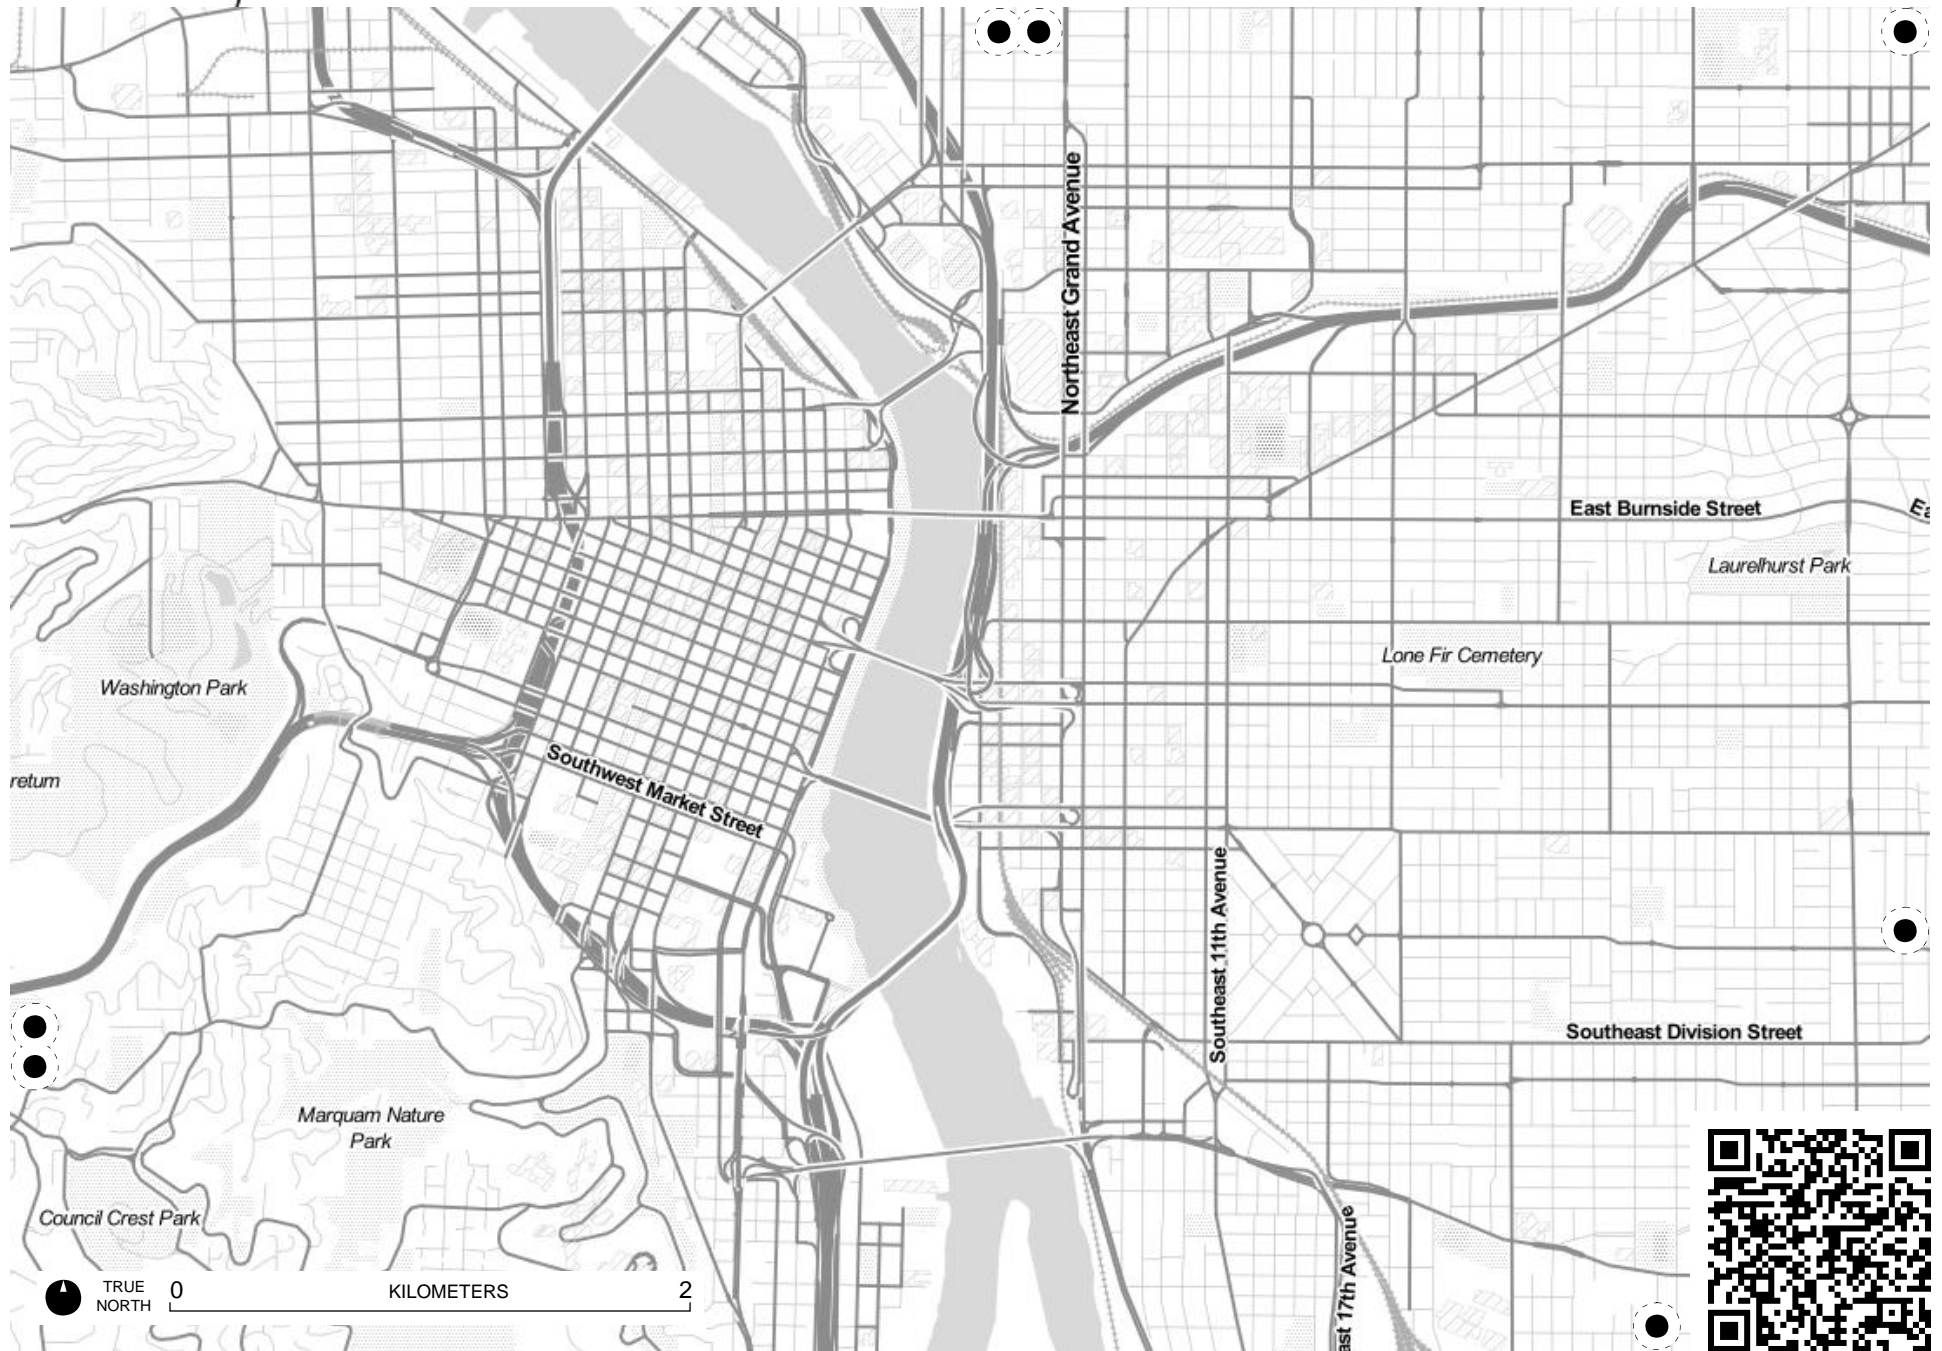 Northeast Grand Avenue
East Burnside Street
Ea
Laurelhurst Park
Lone Fir Cemetery
Washington Park
retum
Southwest Market Street
Southeast 11th Avenue
Southeast Division Street
Marquam Nature
Park
Council Crest Park
ast 17th Avenue
TRUE
NORTH
0
KILOMETERS
2